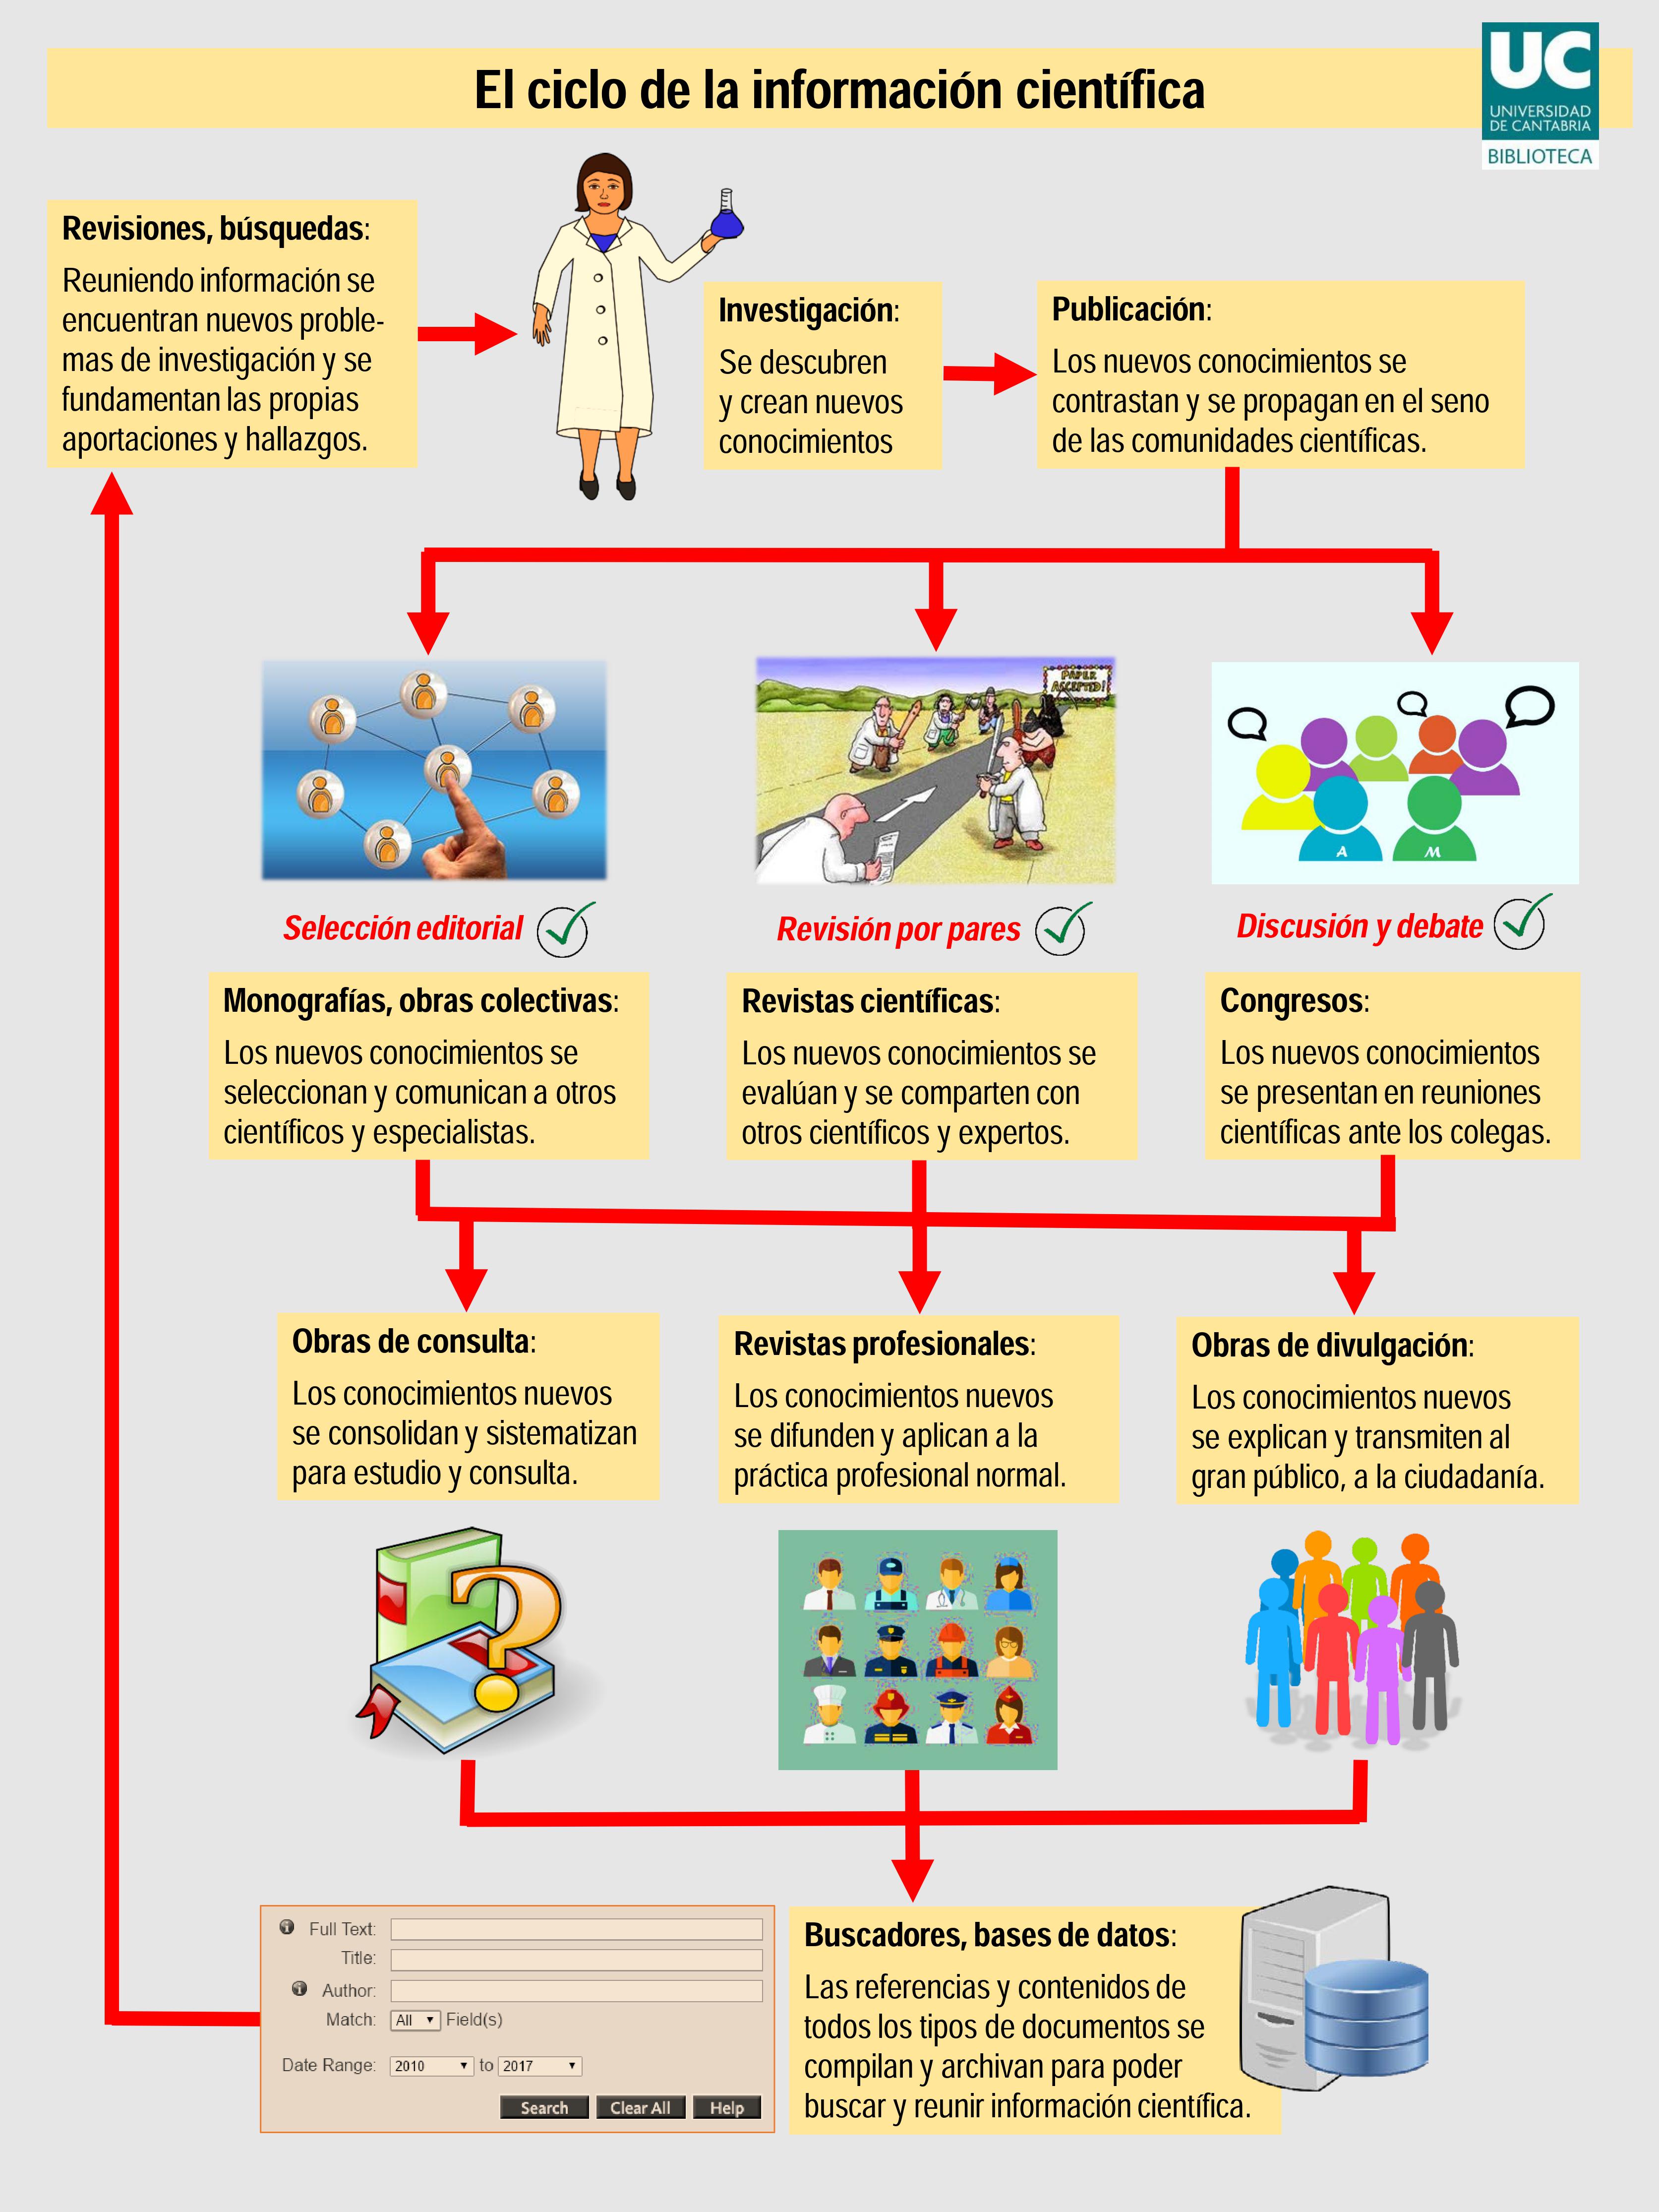 El ciclo de la información científica
UC
UNIVERSIDAD
DE CANTABRIA
BIBLIOTECA
Revisiones, búsquedas:
Reuniendo información se
encuentran nuevos proble-
mas de investigación y se
fundamentan las propias
aportaciones y hallazgos.
Investigación:
Se descubren
y crean nuevos
conocimientos
Publicación:
Los nuevos conocimientos se
contrastan y se propagan en el seno
de las comunidades científicas.
PAPER
ACCEPTED!
A
M
Selección editorial
Revisión por pares
Discusión y debate
Monografías, obras colectivas:
Los nuevos conocimientos se
seleccionan y comunican a otros
científicos y especialistas.
Revistas científicas:
Los nuevos conocimientos se
evalúan y se comparten con
otros científicos y expertos.
Congresos:
Los nuevos conocimientos
se presentan en reuniones
científicas ante los colegas.
Obras de consulta:
Los conocimientos nuevos
se consolidan y sistematizan
para estudio y consulta.
Revistas profesionales:
Los conocimientos nuevos
se difunden y aplican a la
práctica profesional normal.
Obras de divulgación:
Los conocimientos nuevos
se explican y transmiten al
gran público, a la ciudadanía.
?
Full Text:
Title:
Author:
Match: All Field(s)
Date Range: 2010 to 2017
Search Clear All Help
Buscadores, bases de datos:
Las referencias y contenidos de
todos los tipos de documentos se
compilan y archivan para poder
buscar y reunir información científica.